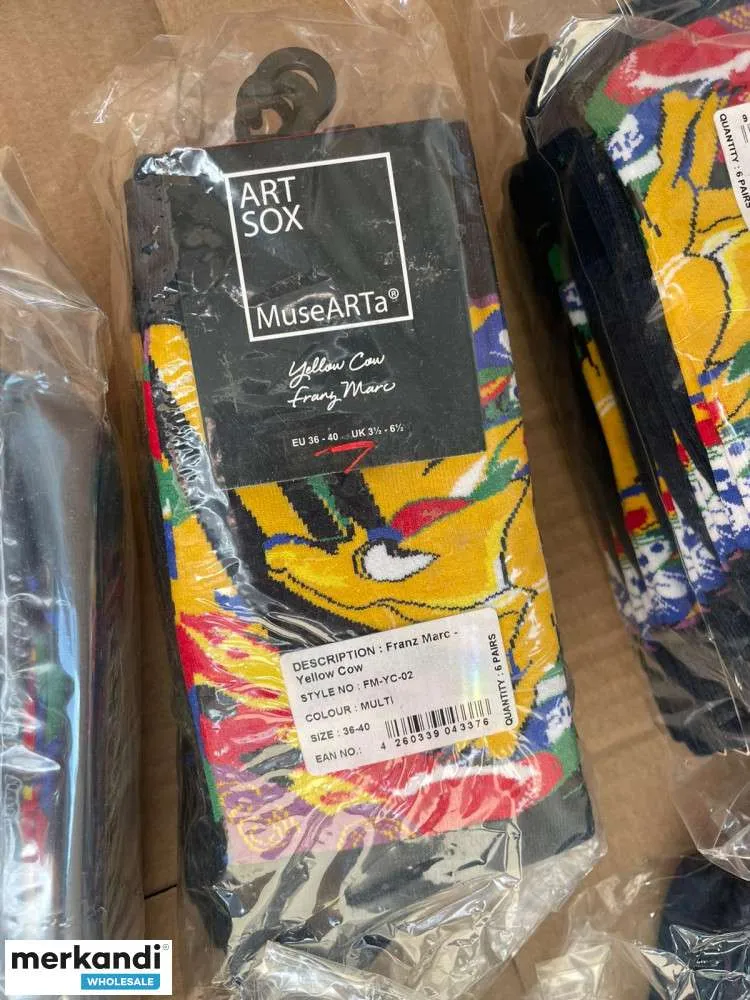 ART
SOX
MuseARTa®
Yellow Cow
Franz Marc
EU 36 - 40 UK 3½ - 6½
DESCRIPTION : Franz Marc -
Yellow Cow
STYLE NO : FM-YC-02
COLOUR : MULTI
SIZE : 36-40
EAN NO.:
4 260339 043376
QUANTITY : 6 PAIRS
QUANTITY : 6 PAIRS
merkandi®
WHOLESALE